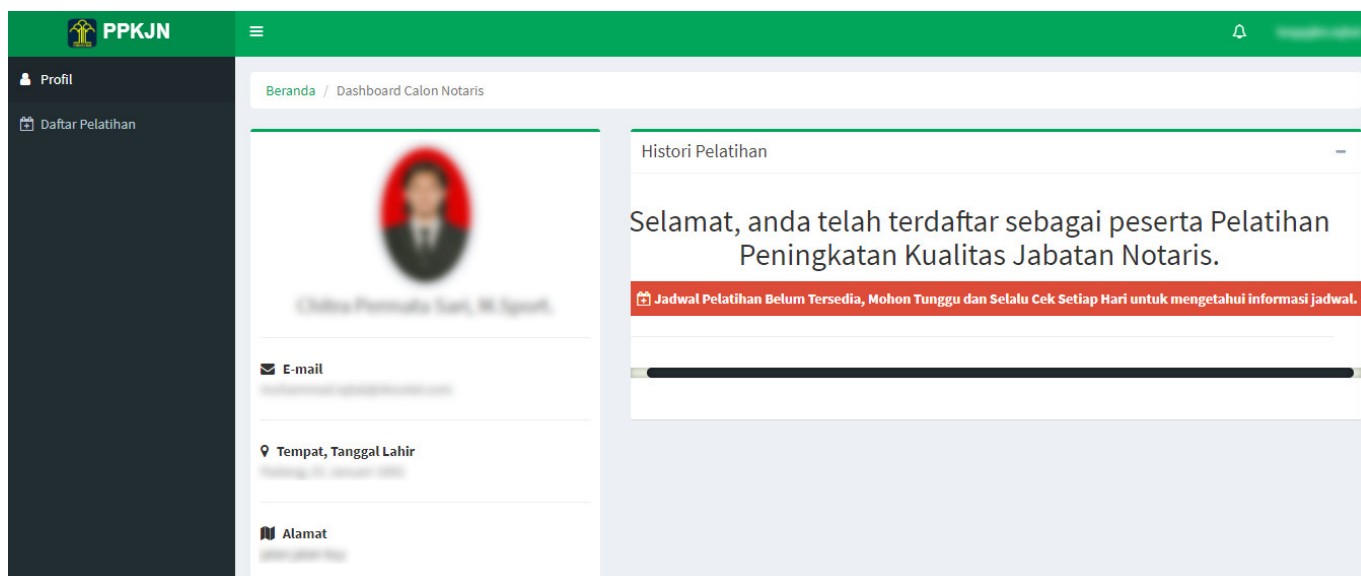 PPKJN
Profil
Daftar Pelatihan
Beranda / Dashboard Calon Notaris
E-mail
Tempat, Tanggal Lahir
Alamat
Histori Pelatihan
Selamat, anda telah terdaftar sebagai peserta Pelatihan
Peningkatan Kualitas Jabatan Notaris.
Jadwal Pelatihan Belum Tersedia, Mohon Tunggu dan Selalu Cek Setiap Hari untuk mengetahui informasi jadwal.